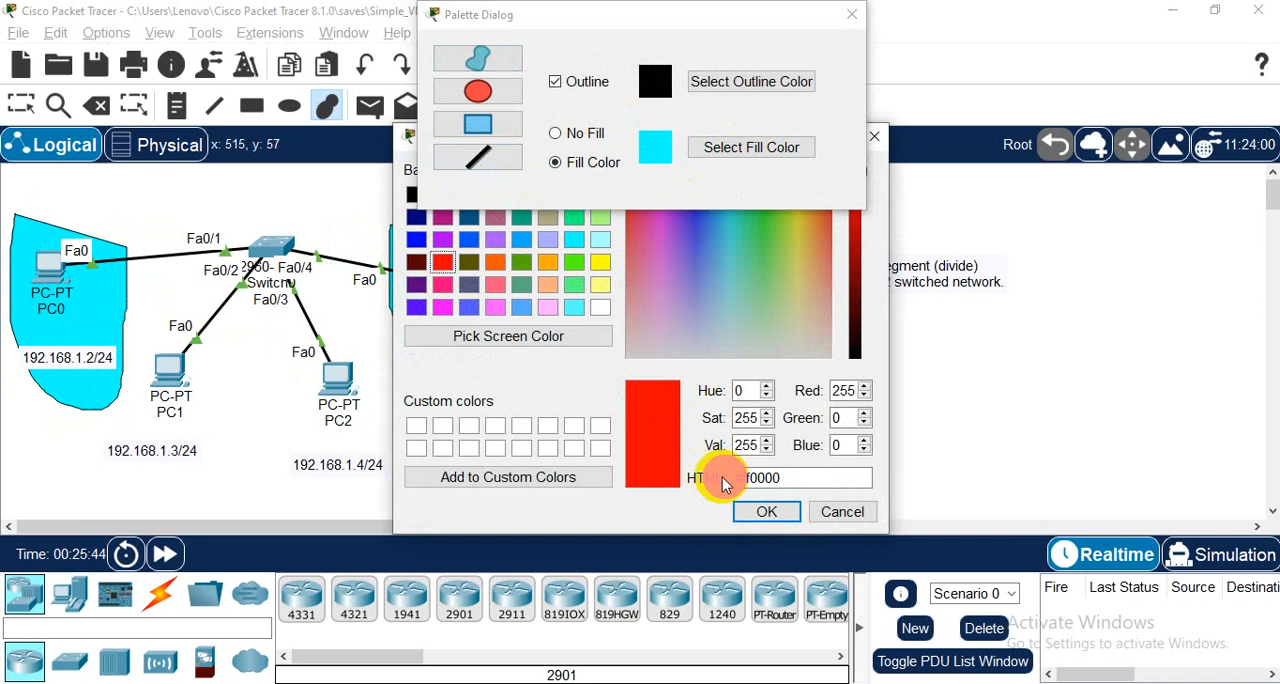 Cisco Packet Tracer - C:\Users\Lenovo\Cisco Packet Tracer 8.1.0\saves\Simple_V
Palette Dialog
File Edit Options View Tools Extensions Window Help
Outline
Select Outline Color
No Fill
Fill Color
Select Fill Color
Logical
Physical
x: 515, y: 57
Root
11:24:00
Fa0
PC-PT
PC0
192.168.1.2/24
Fa0/1
Fa0/2
2960-
Fa0/4
Fa0/3
Fa0
Fa0
PC-PT
PC1
192.168.1.3/24
Fa0
PC-PT
PC2
192.168.1.4/24
egment (divide)
switched network.
Pick Screen Color
Custom colors
Add to Custom Colors
Hue: 0 Red: 255
Sat: 255 Green: 0
Val: 255 Blue: 0
f0000
OK
Cancel
Time: 00:25:44
Realtime
Simulation
4331 4321 1941 2901 2911 819IOX 819HGW 829 1240 PT-Router PT-Empty
2901
Scenario 0
New
Delete
Toggle PDU List Window
Fire Last Status Source Destinati
Activate Windows
Go to Settings to activate Windows.